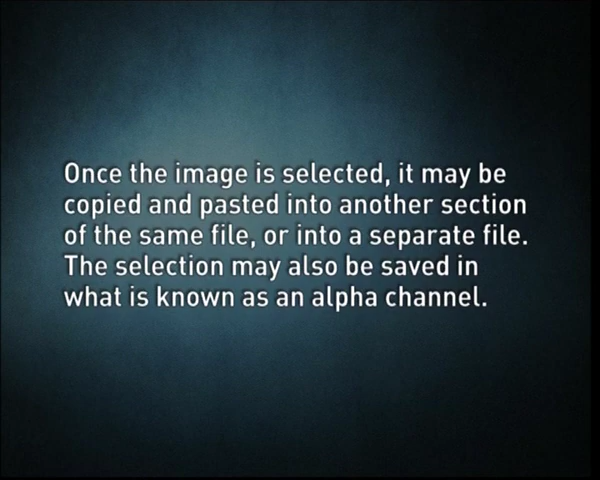 Once the image is selected, it may be
copied and pasted into another section
of the same file, or into a separate file.
The selection may also be saved in
what is known as an alpha channel.